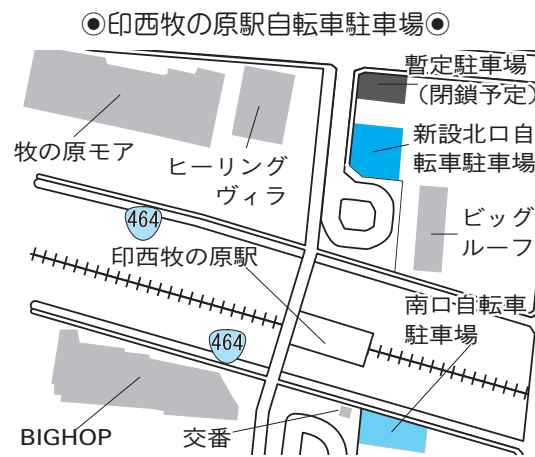 ◉印西牧の原駅自転車駐車場◉
暫定駐車場
（閉鎖予定）
新設北口自
転車駐車場
牧の原モア
ヒーリング
ヴィラ
ビッグ
ルーフ
464
印西牧の原駅
南口自転車
駐車場
464
BIGHOP
交番